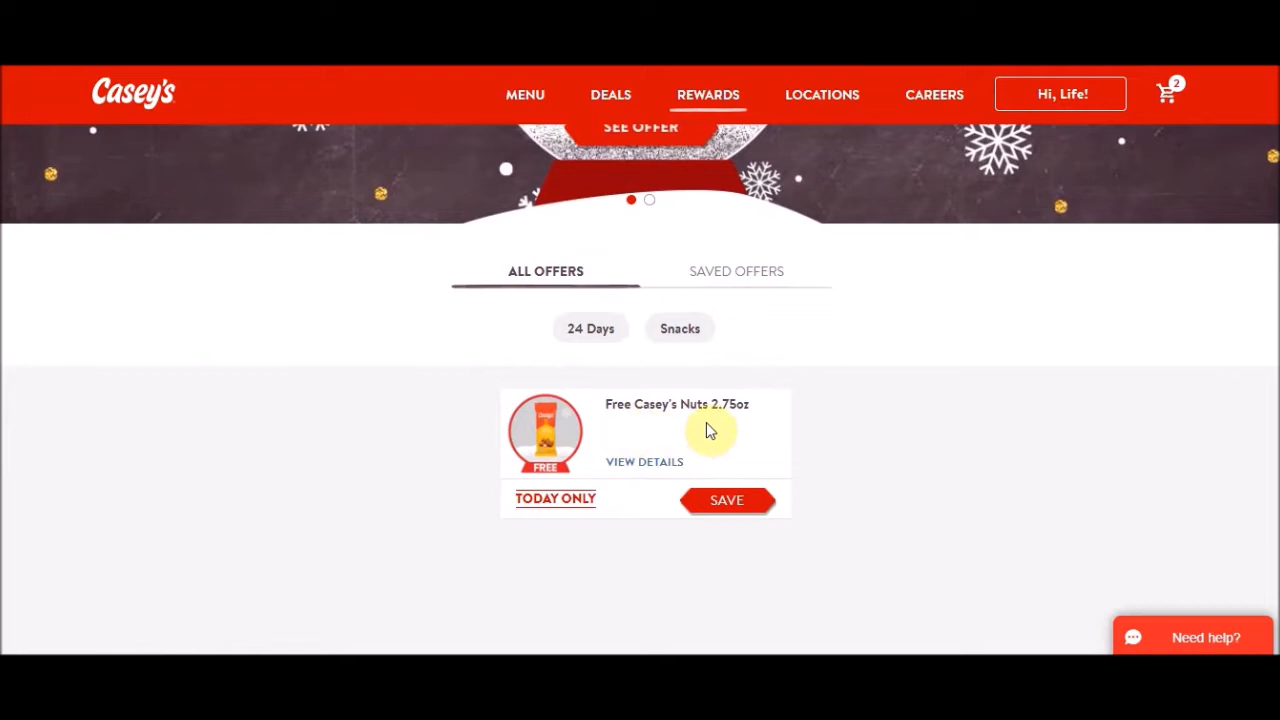 Casey's
MENU
DEALS
REWARDS
LOCATIONS
CAREERS
Hi, Life!
2
SEE OFFER
ALL OFFERS
SAVED OFFERS
24 Days
Snacks
Free Casey's Nuts 2.75oz
FREE
VIEW DETAILS
TODAY ONLY
SAVE
Need help?